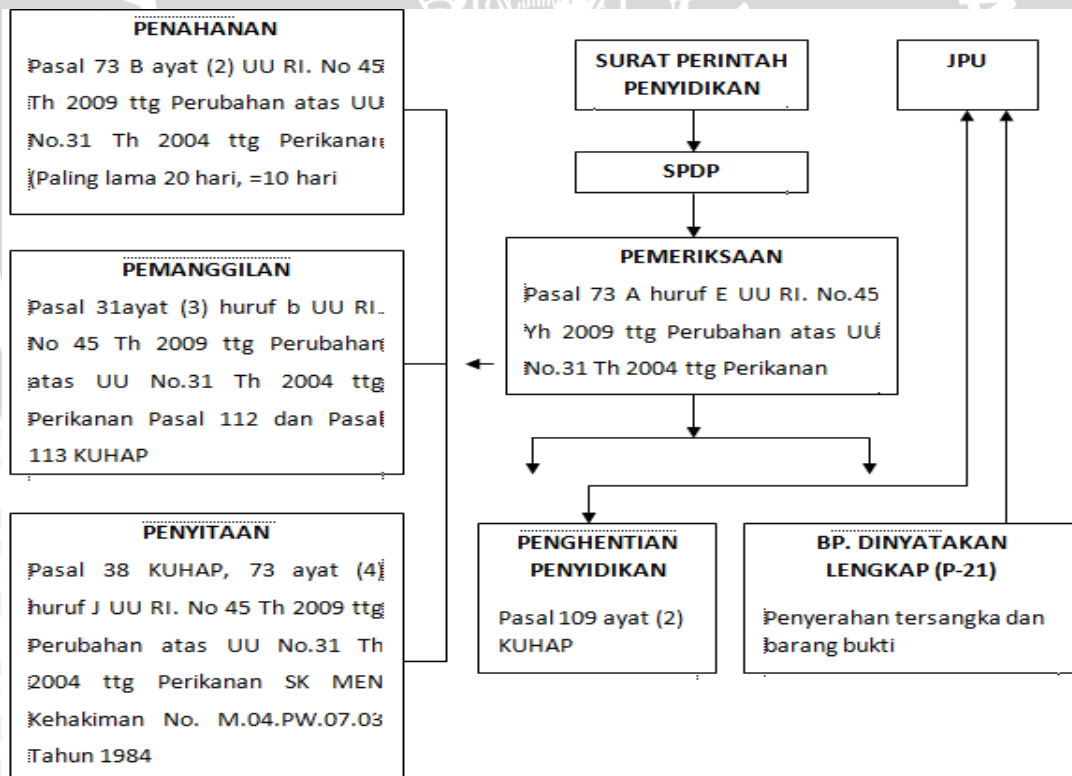 PENAHANAN
Pasal 73 B ayat (2) UU RI. No 45
Th 2009 ttg Perubahan atas UU
No.31 Th 2004 ttg Perikanan
(Paling lama 20 hari, =10 hari
PEMANGGILAN
Pasal 31ayat (3) huruf b UU RI.
No 45 Th 2009 ttg Perubahan
atas UU No.31 Th 2004 ttg
Perikanan Pasal 112 dan Pasal
113 KUHAP
PENYITAAN
Pasal 38 KUHAP, 73 ayat (4)
huruf J UU RI. No 45 Th 2009 ttg
Perubahan atas UU No.31 Th
2004 ttg Perikanan SK MEN
Kehakiman No. M.04.PW.07.03
Tahun 1984
SURAT PERINTAH
PENYIDIKAN
SPDP
PEMERIKSAAN
Pasal 73 A huruf E UU RI. No.45
Yh 2009 ttg Perubahan atas UU
No.31 Th 2004 ttg Perikanan
PENGHENTIAN
PENYIDIKAN
Pasal 109 ayat (2)
KUHAP
JPU
BP. DINYATAKAN
LENGKAP (P-21)
Penyerahan tersangka dan
barang bukti